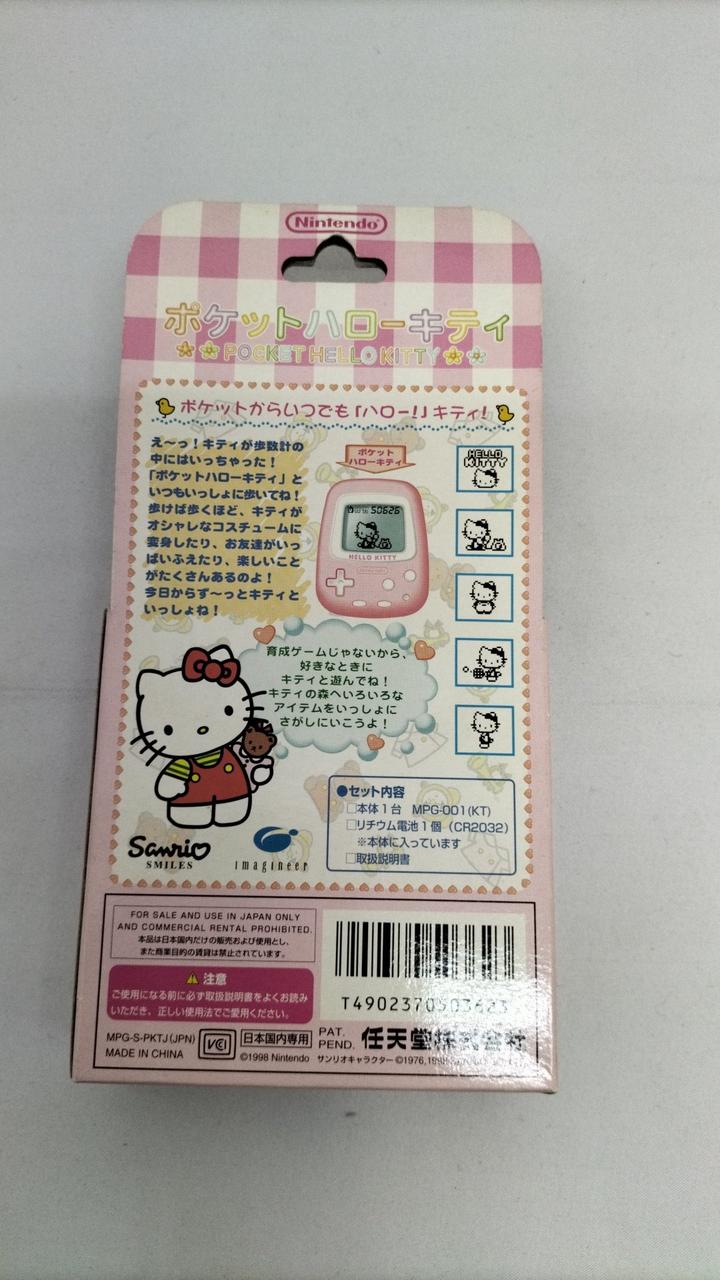 Nintendo
ポケットハローキティ
POCKET HELLO KITTY
ポケットからいつでも「ハロー!」キティ!
え〜っ!キティが歩数計の
中にはいっちゃった!
「ポケットハローキティ」と
いつもいっしょに歩いてね!
歩けば歩くほど、キティが
オシャレなコスチュームに
変身したり、お友達がいっ
ぱいふえたり、楽しいこと
がたくさんあるのよ!
今日からず〜っとキティと
いっしょね!
ポケット
ハローキティ
50626
HELLO KITTY
HELLO
KITTY
育成ゲームじゃないから、
好きなときに
キティと遊んでね!
キティの森へいろいろな
アイテムをいっしょに
さがしにいこうよ!
●セット内容
□本体1台 MPG-001(KT)
□リチウム電池1個(CR2032)
※本体に入っています
□取扱説明書
Sanrio
SMILES
imagineer
FOR SALE AND USE IN JAPAN ONLY
AND COMMERCIAL RENTAL PROHIBITED.
本品は日本国内だけの販売および使用とし、
また商業目的の賃貸は禁止されています。
注意
ご使用になる前に必ず取扱説明書をよくお読み
いただき、正しい使用法でご愛用ください。
T4902370503623
MPG-S-PKTJ(JPN)
MADE IN CHINA
VCI
日本国内専用
PAT.
PEND.
任天堂株式会社
©1998 Nintendo サンリオキャラクター ©1976,